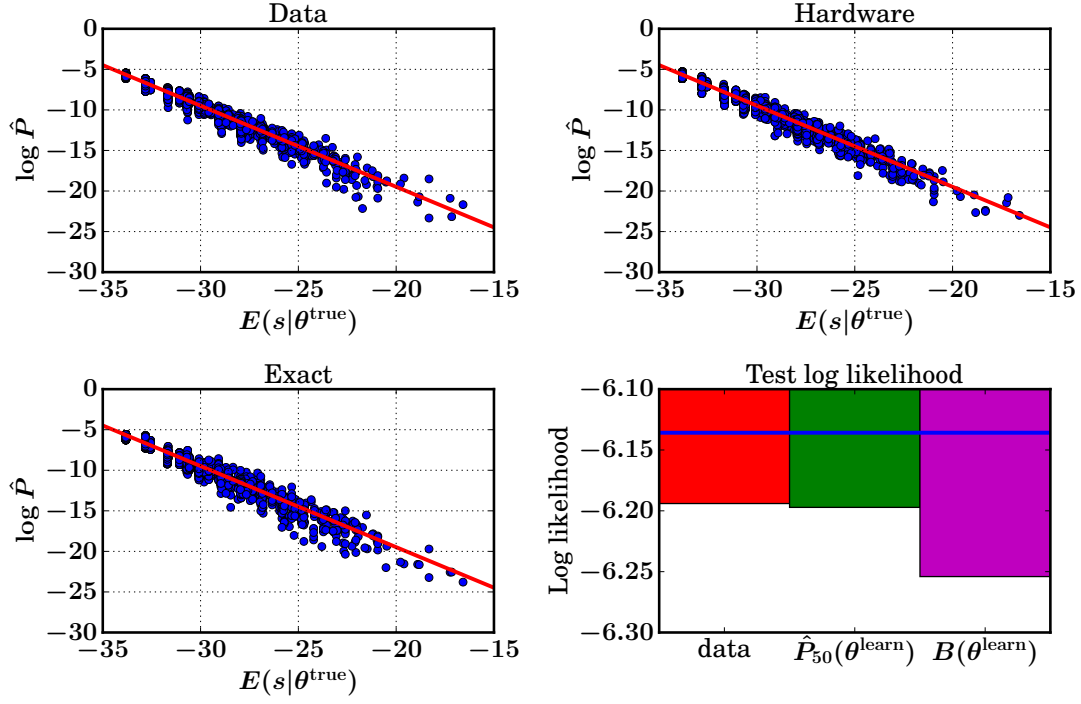 Data
0
−5
−10
−15
−20
−25
−30
log P̂
−35 −30 −25 −20 −15
E(s|θ^true)
Hardware
0
−5
−10
−15
−20
−25
−30
log P̂
−35 −30 −25 −20 −15
E(s|θ^true)
Exact
0
−5
−10
−15
−20
−25
−30
log P̂
−35 −30 −25 −20 −15
E(s|θ^true)
Test log likelihood
−6.10
−6.15
−6.20
−6.25
−6.30
Log likelihood
data P̂₅₀(θ^learn) B(θ^learn)